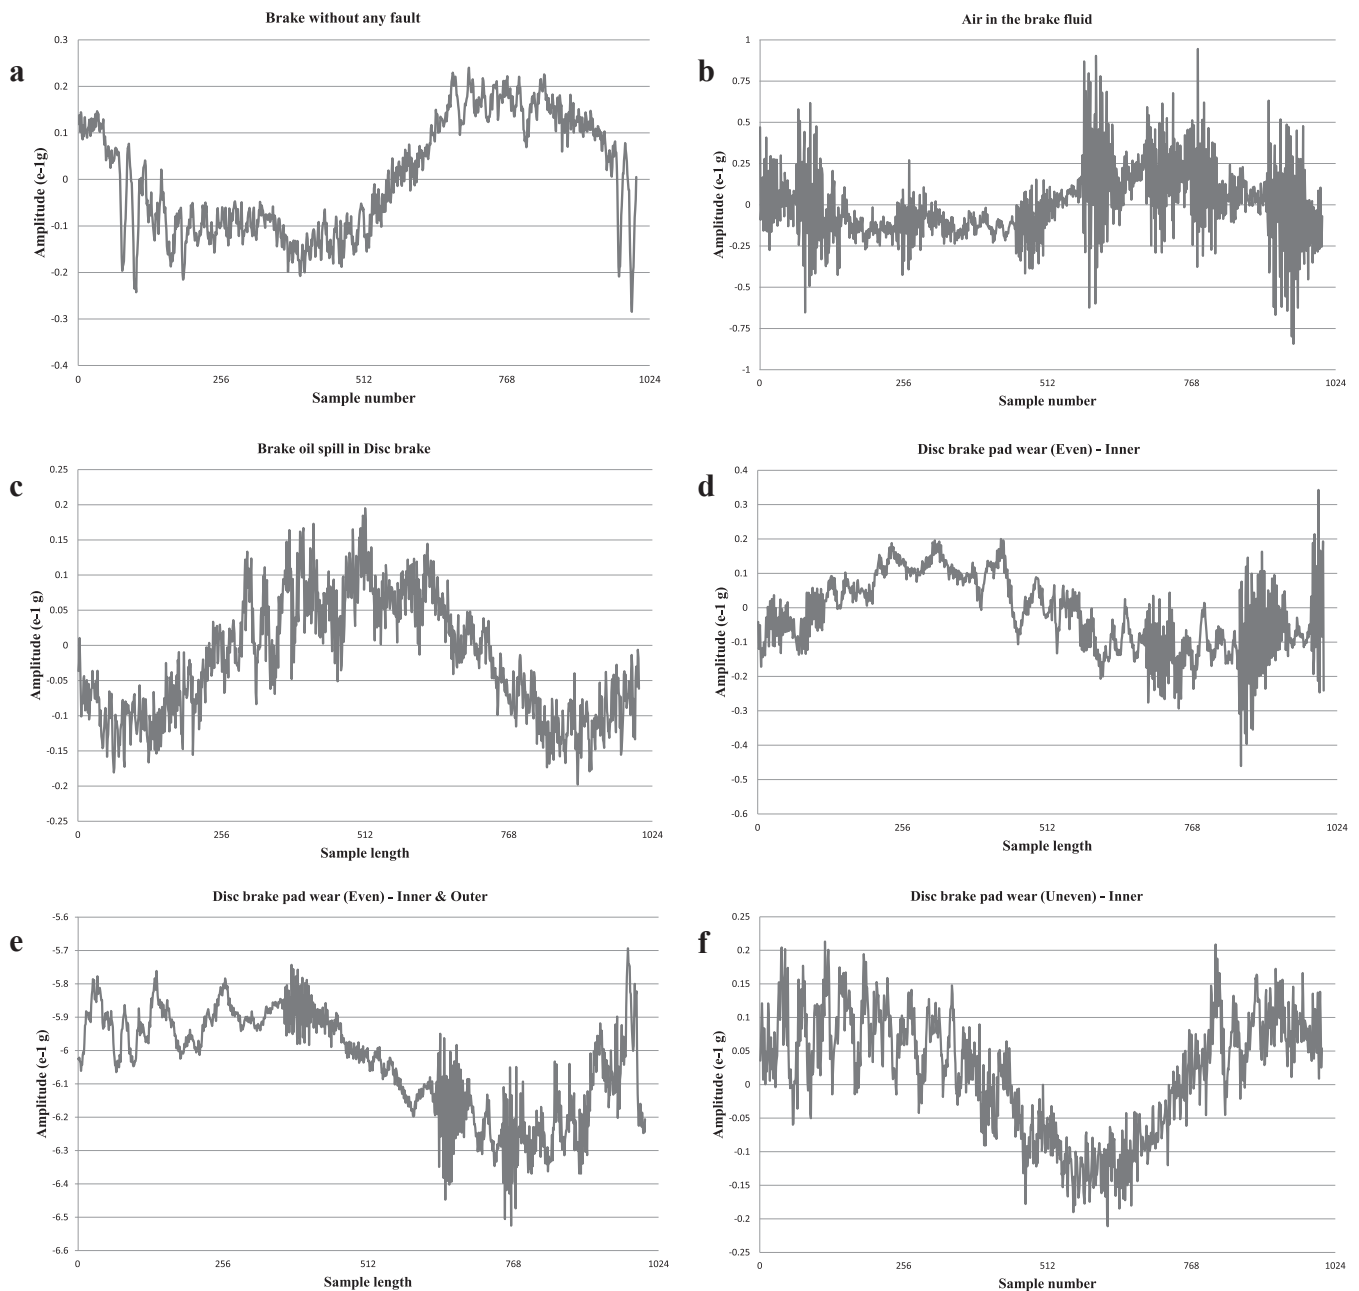 Brake without any fault
a
Amplitude (e-1 g)
0.3
0.2
0.1
0
-0.1
-0.2
-0.3
-0.4
0 256 512 768 1024
Sample number
Air in the brake fluid
b
Amplitude (e-1 g)
1
0.75
0.5
0.25
0
-0.25
-0.5
-0.75
-1
0 256 512 768 1024
Sample number
Brake oil spill in Disc brake
c
Amplitude (e-1 g)
0.25
0.2
0.15
0.1
0.05
0
-0.05
-0.1
-0.15
-0.2
-0.25
0 256 512 768 1024
Sample length
Disc brake pad wear (Even) - Inner
d
Amplitude (e-1 g)
0.4
0.3
0.2
0.1
0
-0.1
-0.2
-0.3
-0.4
-0.5
-0.6
0 256 512 768 1024
Sample length
Disc brake pad wear (Even) - Inner & Outer
e
Amplitude (e-1 g)
-5.6
-5.7
-5.8
-5.9
-6
-6.1
-6.2
-6.3
-6.4
-6.5
-6.6
0 256 512 768 1024
Sample length
Disc brake pad wear (Uneven) - Inner
f
Amplitude (e-1 g)
0.25
0.2
0.15
0.1
0.05
0
-0.05
-0.1
-0.15
-0.2
-0.25
0 256 512 768 1024
Sample number